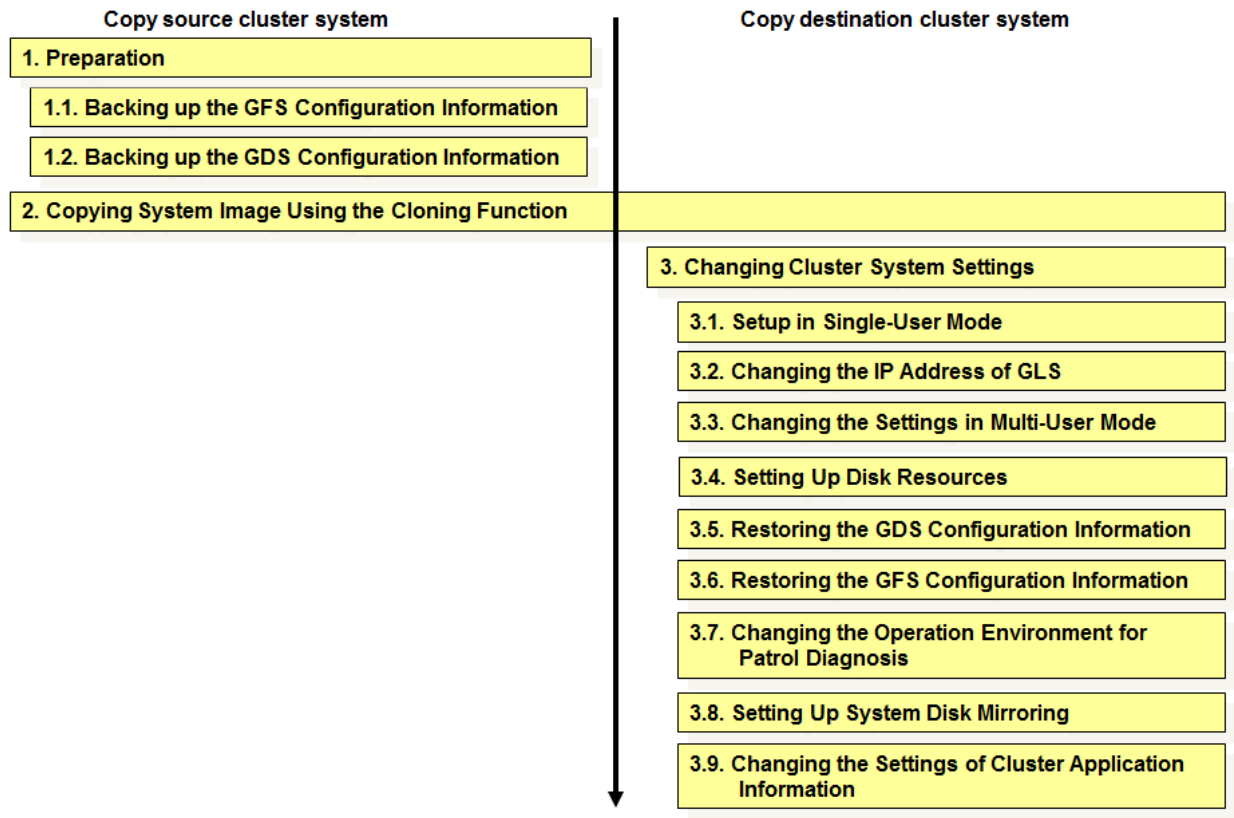 Copy source cluster system
Copy destination cluster system
1. Preparation
1.1. Backing up the GFS Configuration Information
1.2. Backing up the GDS Configuration Information
2. Copying System Image Using the Cloning Function
3. Changing Cluster System Settings
3.1. Setup in Single-User Mode
3.2. Changing the IP Address of GLS
3.3. Changing the Settings in Multi-User Mode
3.4. Setting Up Disk Resources
3.5. Restoring the GDS Configuration Information
3.6. Restoring the GFS Configuration Information
3.7. Changing the Operation Environment for
Patrol Diagnosis
3.8. Setting Up System Disk Mirroring
3.9. Changing the Settings of Cluster Application
Information